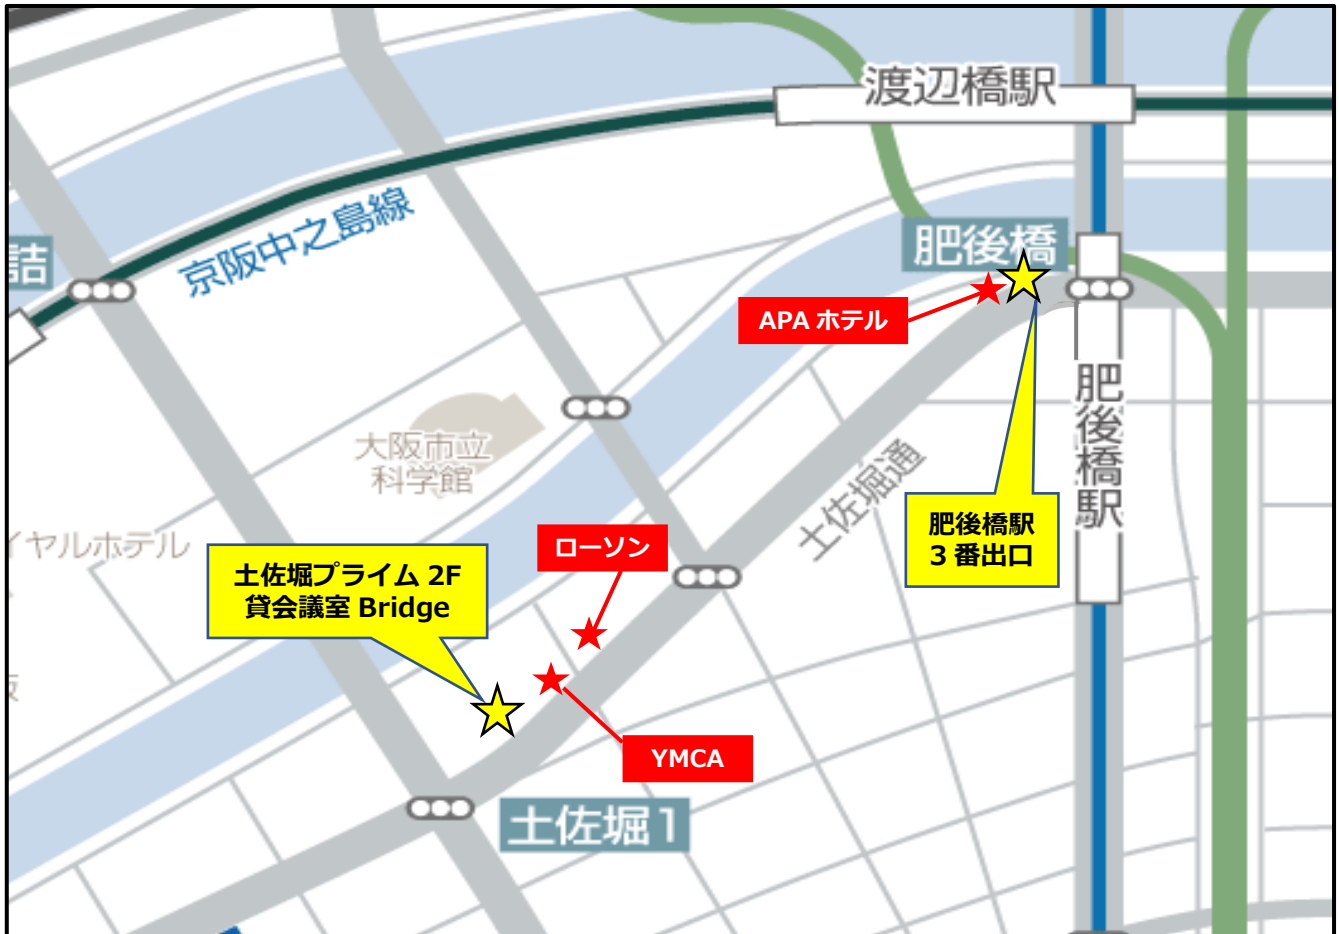 渡辺橋駅
京阪中之島線
詰
肥後橋
APA ホテル
肥後橋駅
大阪市立
科学館
土佐堀通
肥後橋駅
3 番出口
イヤルホテル
ローソン
土佐堀プライム 2F
貸会議室 Bridge
YMCA
土佐堀1